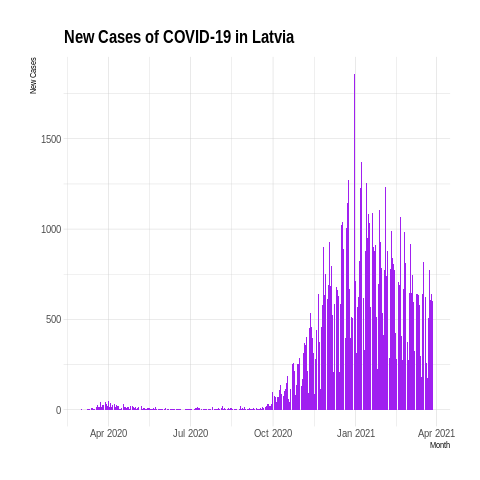 New Cases of COVID-19 in Latvia
New Cases
1500
1000
500
0
Apr 2020 Jul 2020 Oct 2020 Jan 2021 Apr 2021
Month